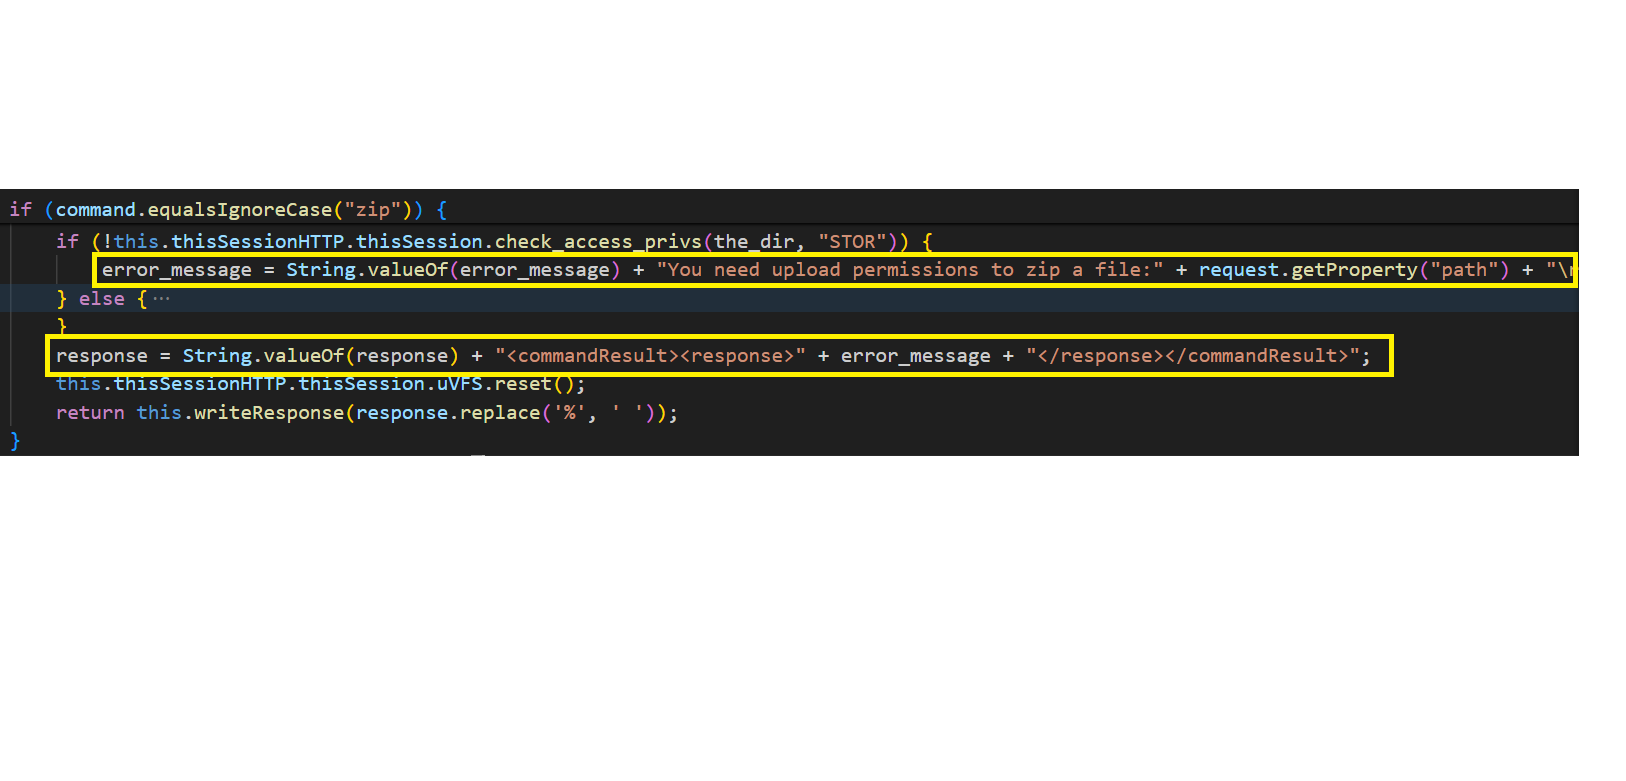 if (command.equalsIgnoreCase("zip")) {
if (!this.thisSessionHTTP.thisSession.check_access_privs(the_dir, "STOR")) {
error_message = String.valueOf(error_message) + "You need upload permissions to zip a file:" + request.getProperty("path") + "\r
} else {···
}
response = String.valueOf(response) + "<commandResult><response>" + error_message + "</response></commandResult>";
this.thisSessionHTTP.thisSession.uVFS.reset();
return this.writeResponse(response.replace('%', ' '));
}